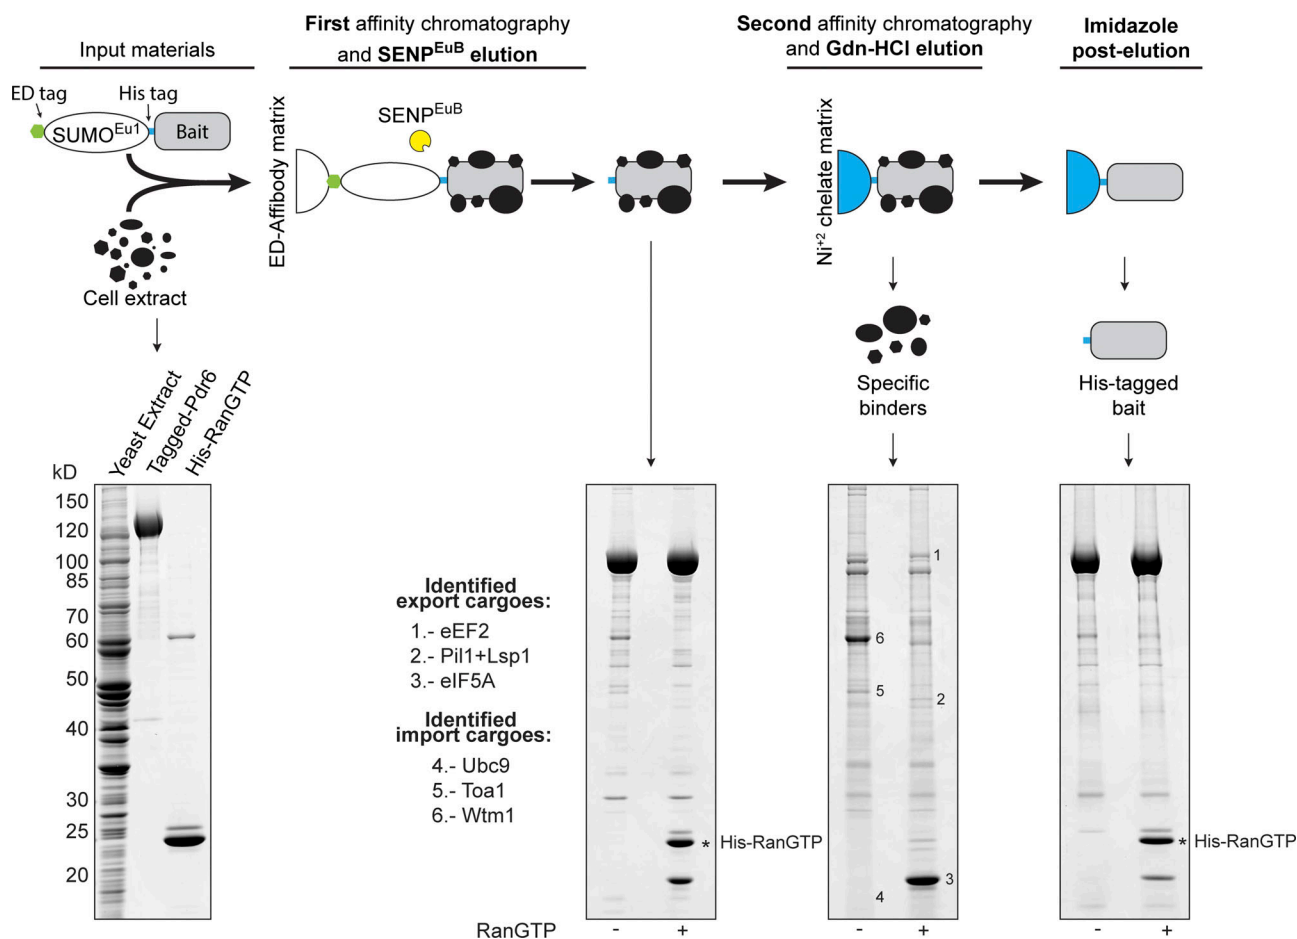 Input materials
First affinity chromatography
and SENP^EuB elution
Second affinity chromatography
and Gdn-HCl elution
Imidazole
post-elution
ED tag
His tag
SUMO^Eu1
Bait
Cell extract
ED-Affibody matrix
SENP^EuB
Ni⁺² chelate matrix
Specific
binders
His-tagged
bait
Yeast Extract
Tagged-Pdr6
His-RanGTP
kD
150
120
100
85
70
60
50
40
30
25
20
Identified
export cargoes:
1.- eEF2
2.- Pil1+Lsp1
3.- eIF5A
Identified
import cargoes:
4.- Ubc9
5.- Toa1
6.- Wtm1
* His-RanGTP
1
6
5
2
3
4
* His-RanGTP
RanGTP - + - + - +